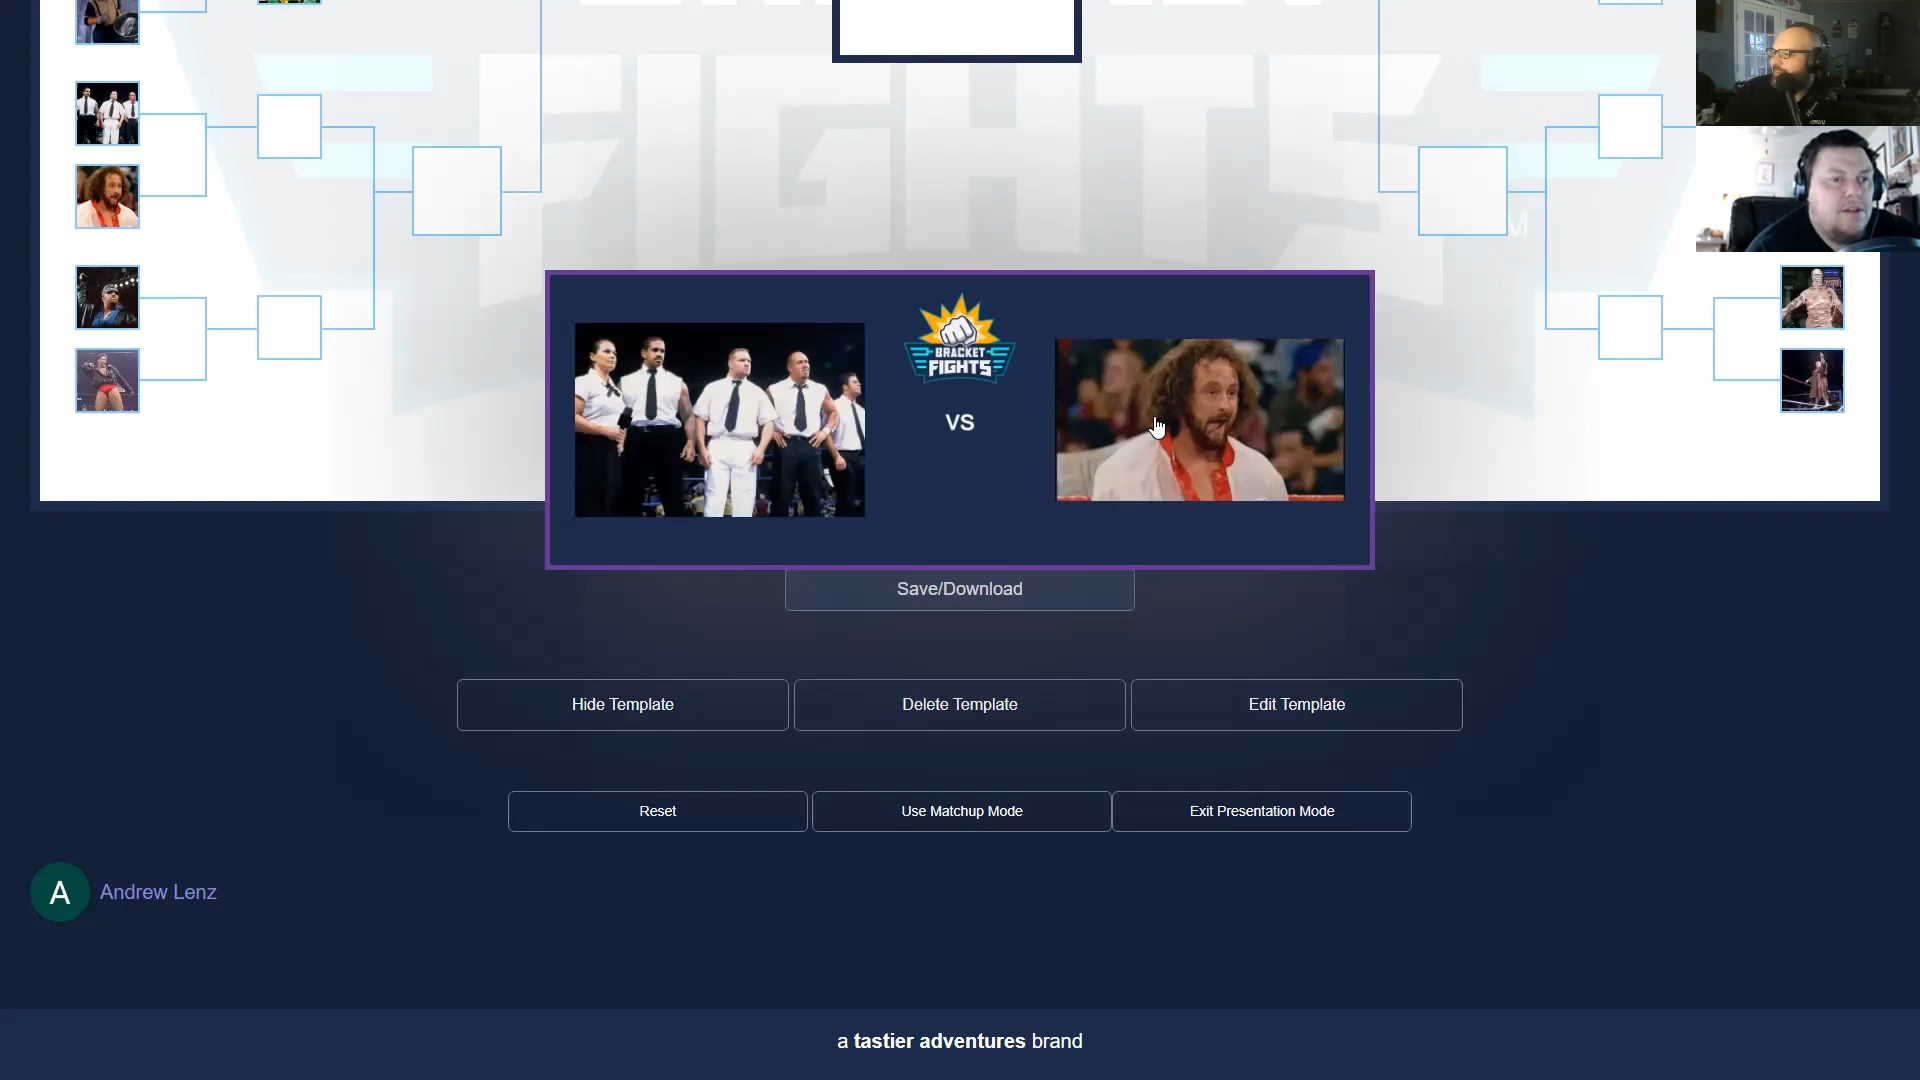 FIGHTS
M
BRACKET
FIGHTS
VS
Save/Download
Hide Template
Delete Template
Edit Template
Reset
Use Matchup Mode
Exit Presentation Mode
A
Andrew Lenz
a tastier adventures brand